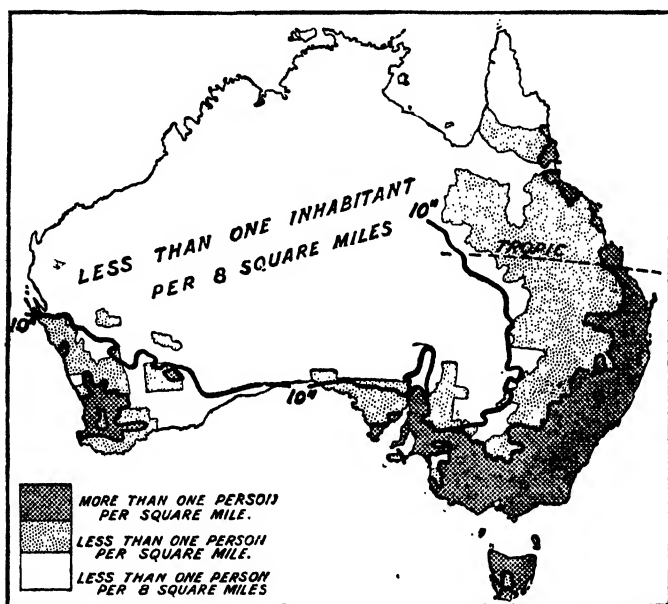 LESS THAN ONE INHABITANT
PER 8 SQUARE MILES
10"
TROPIC
10"
10"
MORE THAN ONE PERSON
PER SQUARE MILE.
LESS THAN ONE PERSON
PER SQUARE MILE.
LESS THAN ONE PERSON
PER 8 SQUARE MILES